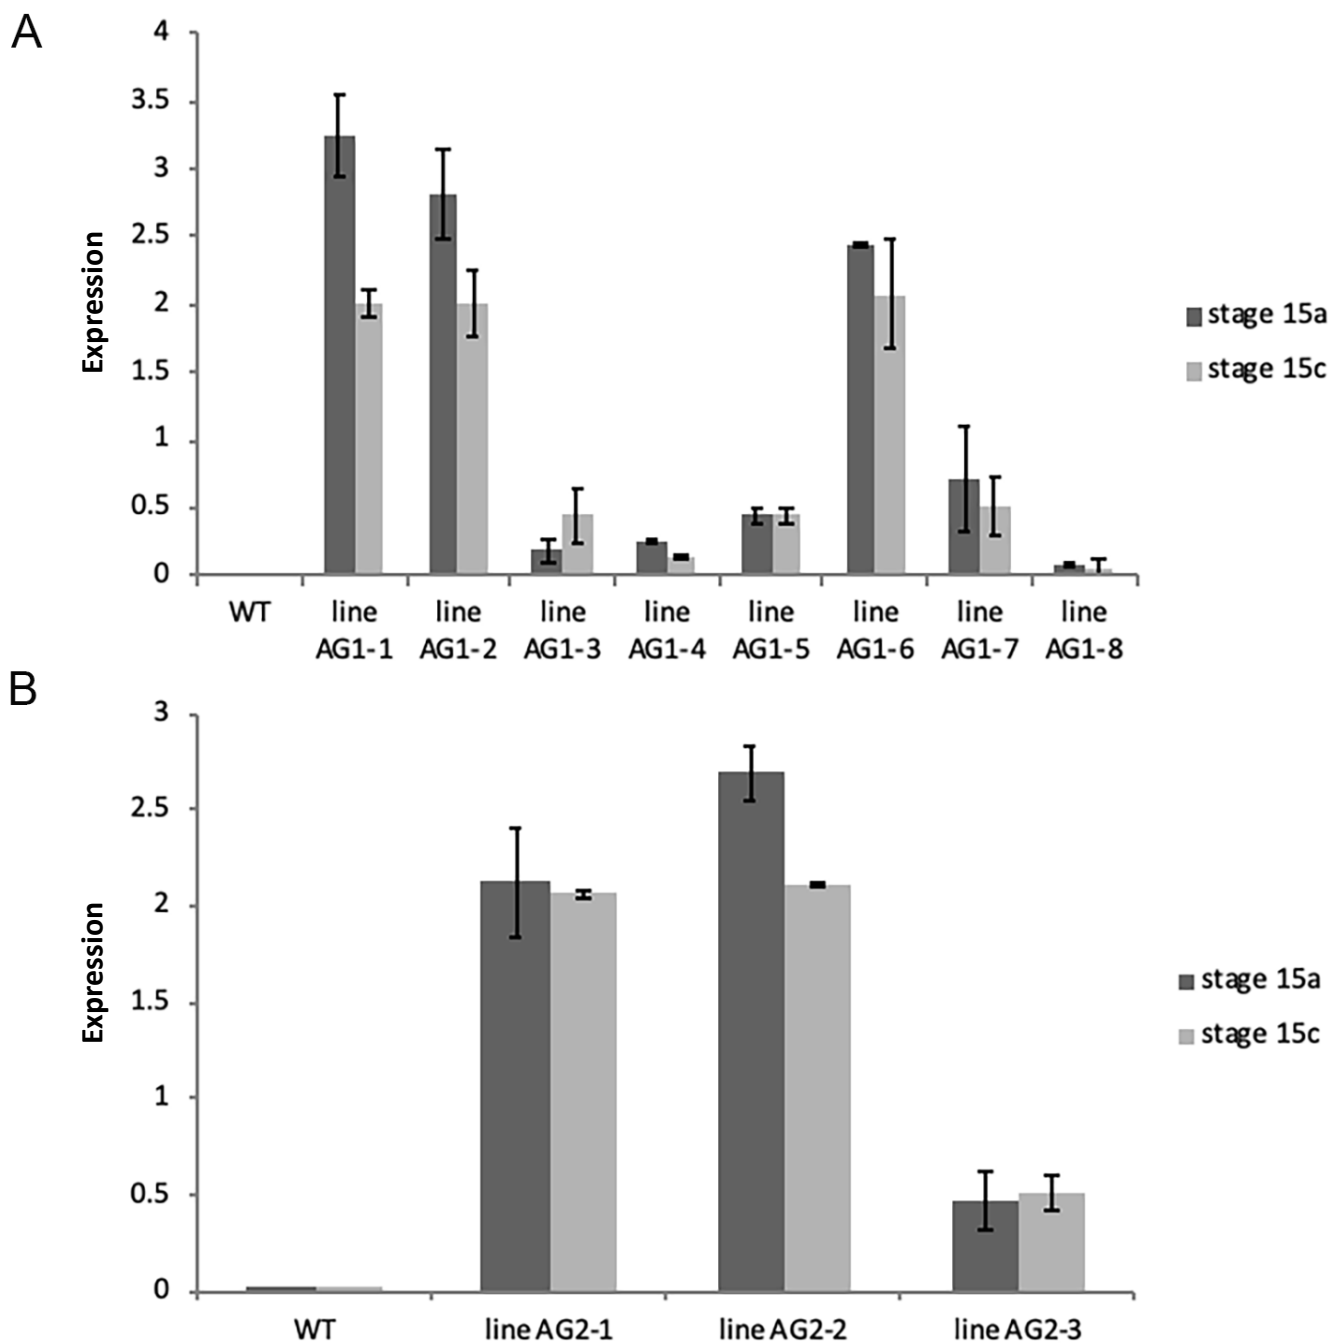 A
4
3.5
3
2.5
2
1.5
1
0.5
0
Expression
WT
line AG1-1
line AG1-2
line AG1-3
line AG1-4
line AG1-5
line AG1-6
line AG1-7
line AG1-8
stage 15a
stage 15c
B
3
2.5
2
1.5
1
0.5
0
Expression
WT
line AG2-1
line AG2-2
line AG2-3
stage 15a
stage 15c